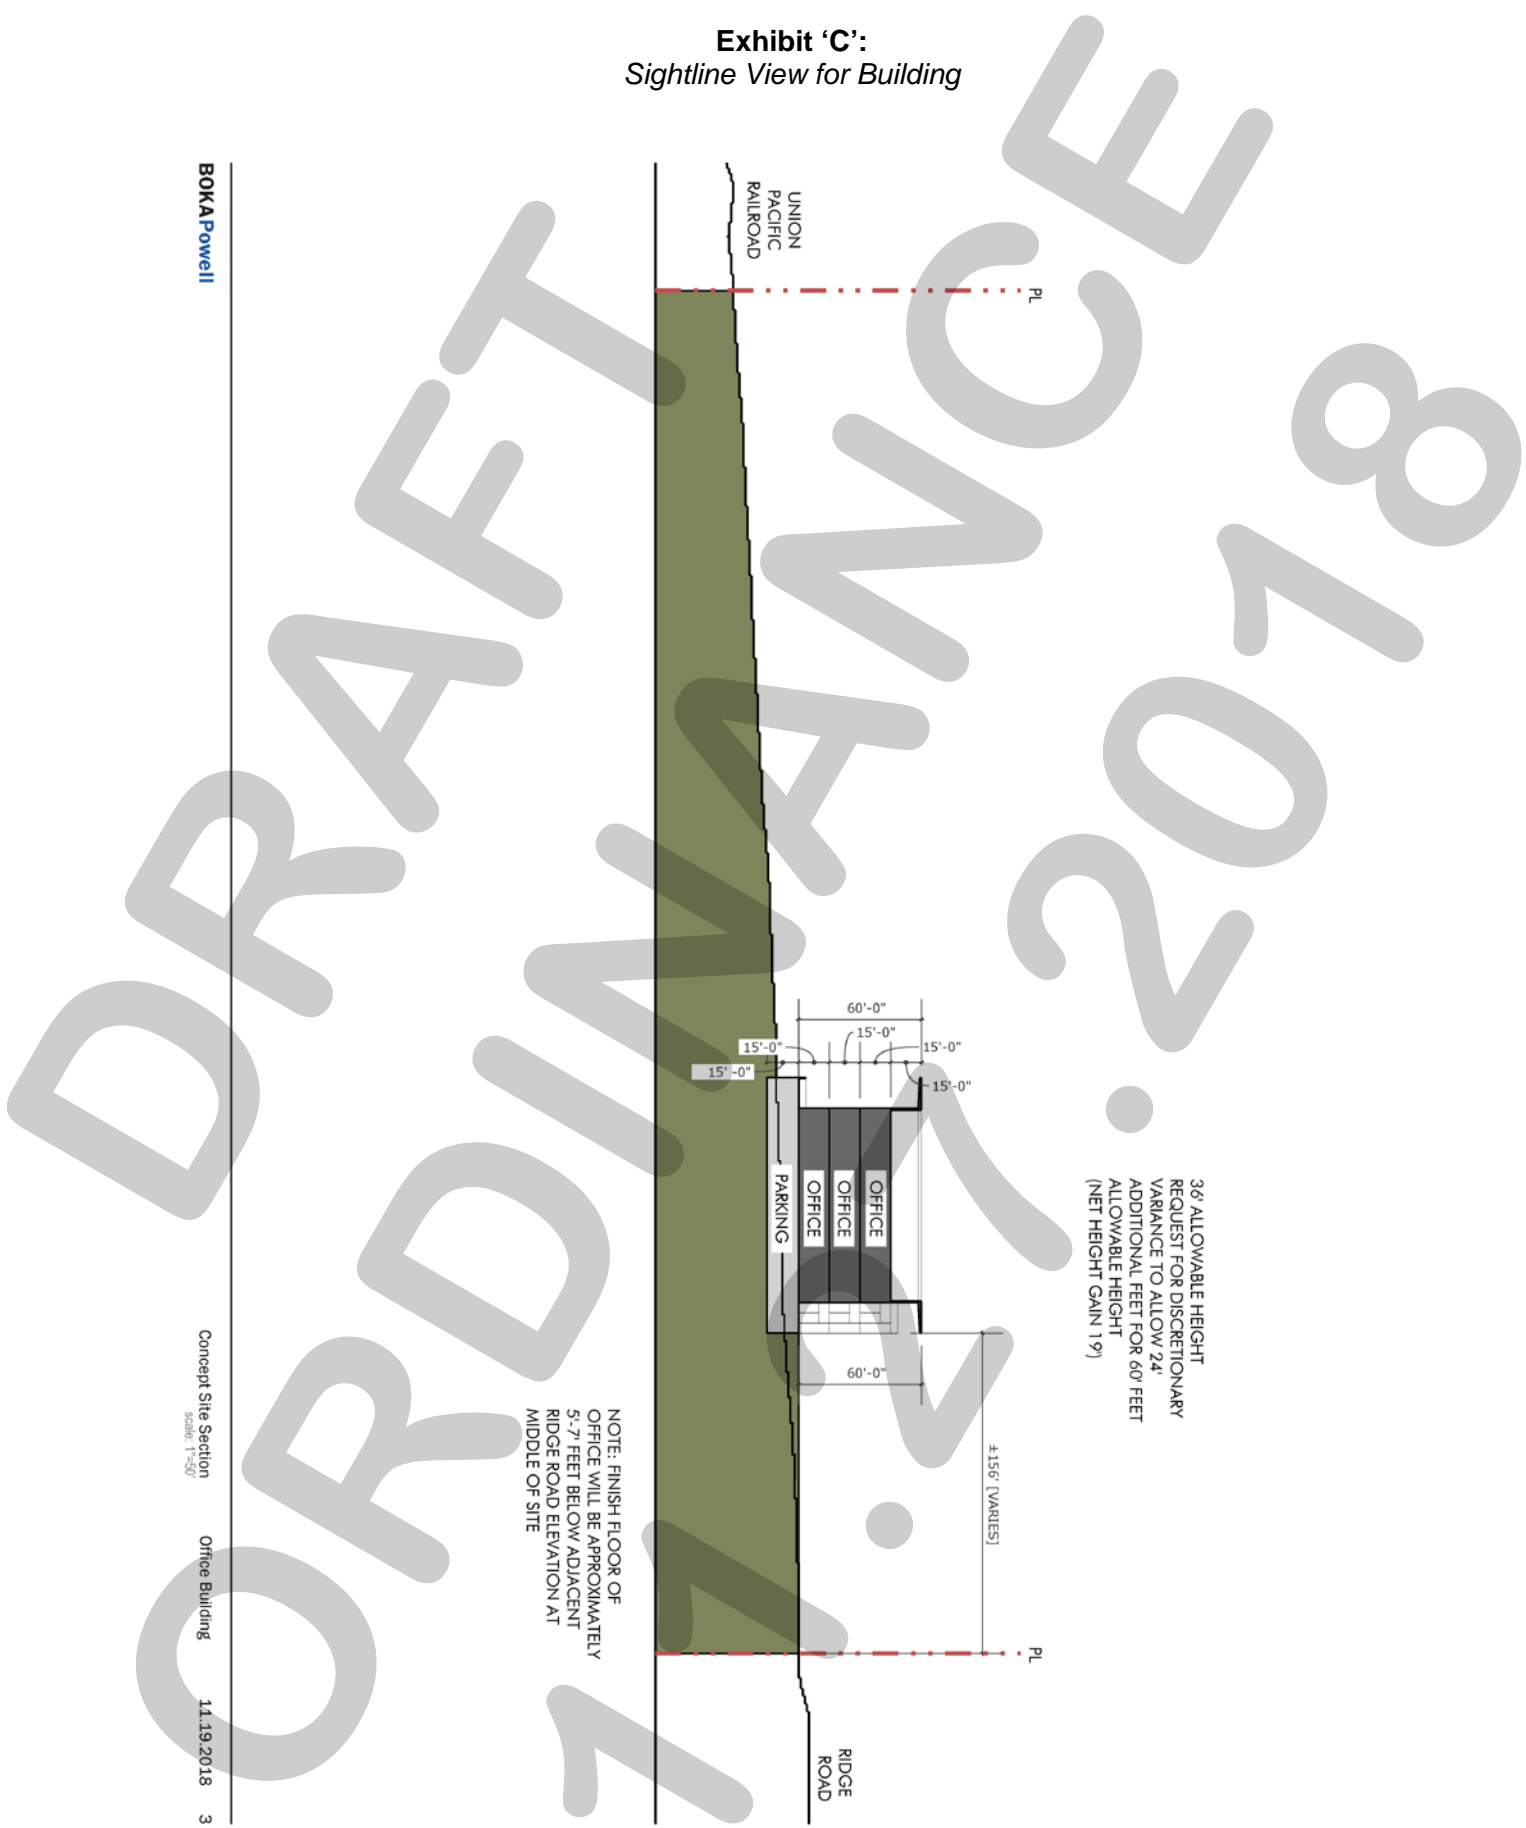 Exhibit ‘C’:
Sightline View for Building
UNION
PACIFIC
RAILROAD
PL
60'-0"
15'-0"
15'-0"
15'-0"
15'-0"
15'-0"
OFFICE
OFFICE
OFFICE
PARKING
60'-0"
±156' [VARIES]
36' ALLOWABLE HEIGHT
REQUEST FOR DISCRETIONARY
VARIANCE TO ALLOW 24'
ADDITIONAL FEET FOR 60' FEET
ALLOWABLE HEIGHT
(NET HEIGHT GAIN 19')
PL
RIDGE
ROAD
NOTE: FINISH FLOOR OF
OFFICE WILL BE APPROXIMATELY
5'-7' FEET BELOW ADJACENT
RIDGE ROAD ELEVATION AT
MIDDLE OF SITE
BOKAPowell
Concept Site Section
scale: 1"=50'
Office Building
11.19.2018
3
DRAFT
ORDINANCE
11.27.2018